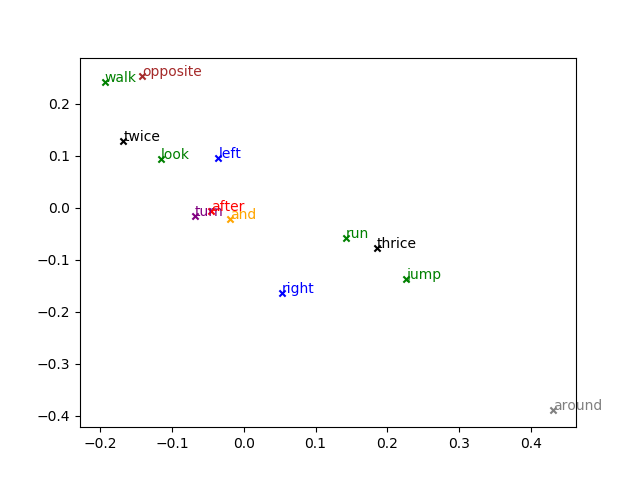 opposite
walk
twice
look
left
after
turn
and
run
thrice
jump
right
around
0.2
0.1
0.0
−0.1
−0.2
−0.3
−0.4
−0.2 −0.1 0.0 0.1 0.2 0.3 0.4